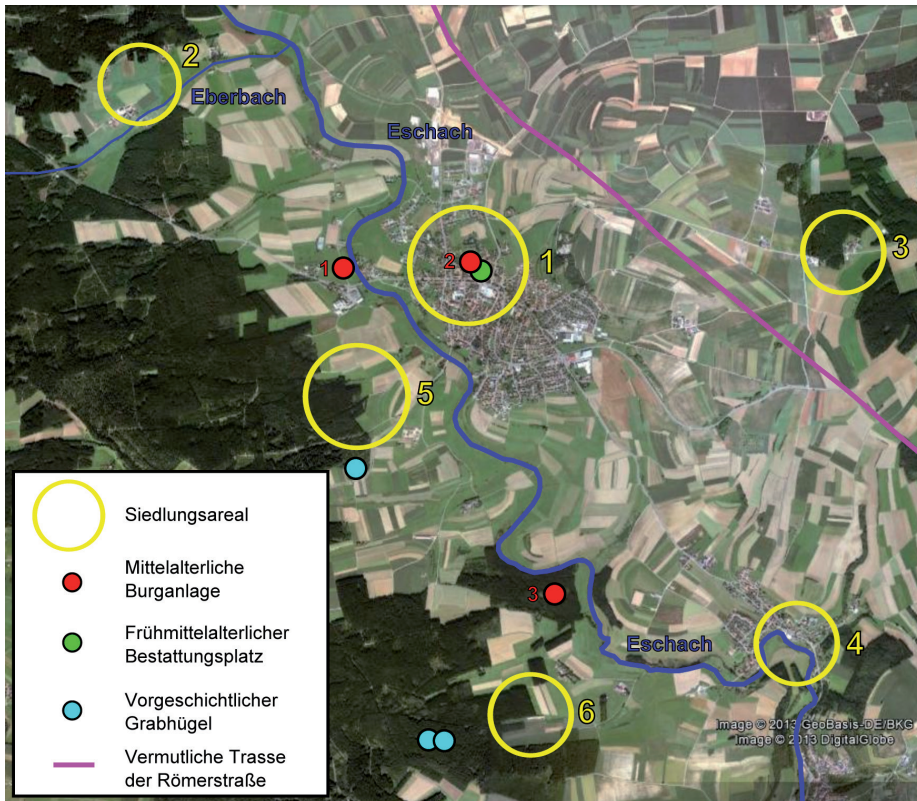 2
Eberbach
Eschach
1
2
1
3
5
3
Eschach
4
6
Siedlungsareal
Mittelalterliche
Burganlage
Frühmittelalterlicher
Bestattungsplatz
Vorgeschichtlicher
Grabhügel
Vermutliche Trasse
der Römerstraße
Image © 2013 GeoBasis-DE/BKG
Image © 2013 DigitalGlobe